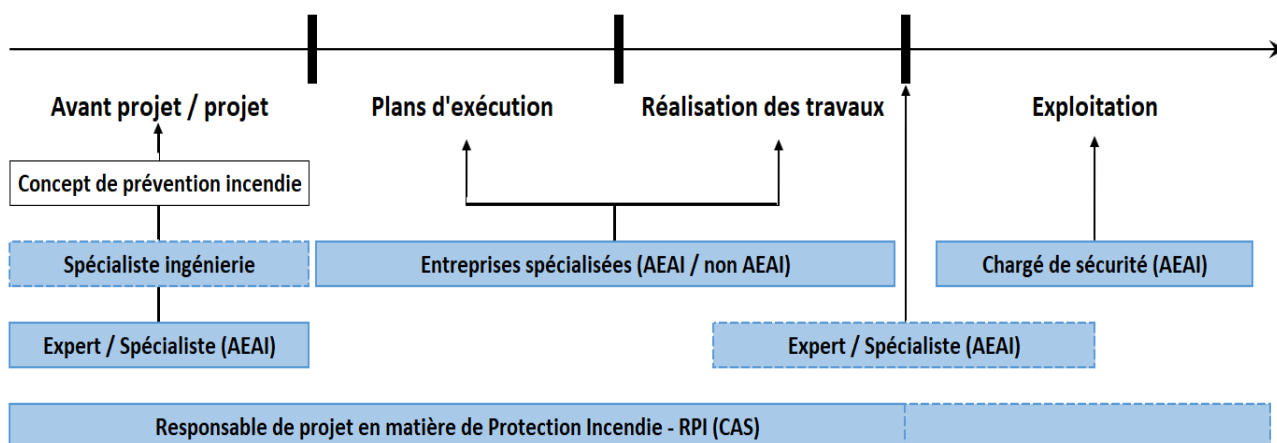 Avant projet / projet
Plans d'exécution
Réalisation des travaux
Exploitation
Concept de prévention incendie
Spécialiste ingénierie
Entreprises spécialisées (AEAI / non AEAI)
Chargé de sécurité (AEAI)
Expert / Spécialiste (AEAI)
Expert / Spécialiste (AEAI)
Responsable de projet en matière de Protection Incendie - RPI (CAS)